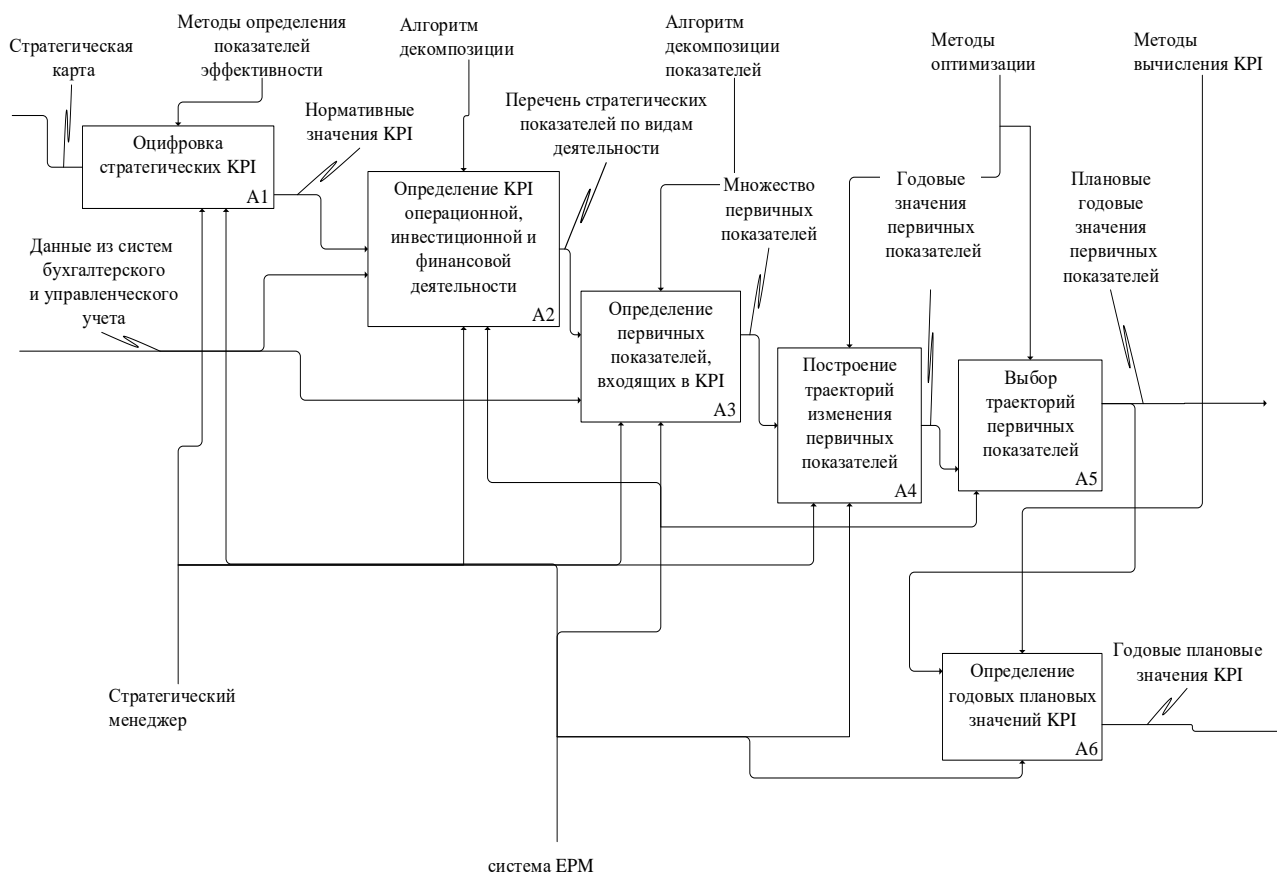 Стратегическая
карта
Методы определения
показателей
эффективности
Алгоритм
декомпозиции
Алгоритм
декомпозиции
показателей
Методы
оптимизации
Методы
вычисления KPI
Нормативные
значения KPI
Перечень стратегических
показателей по видам
деятельности
Оцифровка
стратегических KPI
A1
Определение KPI
операционной,
инвестиционной и
финансовой
деятельности
A2
Множество
первичных
показателей
Годовые
значения
первичных
показателей
Плановые
годовые
значения
первичных
показателей
Данные из систем
бухгалтерского
и управленческого
учета
Определение
первичных
показателей,
входящих в KPI
A3
Построение
траекторий
изменения
первичных
показателей
A4
Выбор
траекторий
первичных
показателей
A5
Определение
годовых плановых
значений KPI
A6
Годовые плановые
значения KPI
Стратегический
менеджер
система EPM